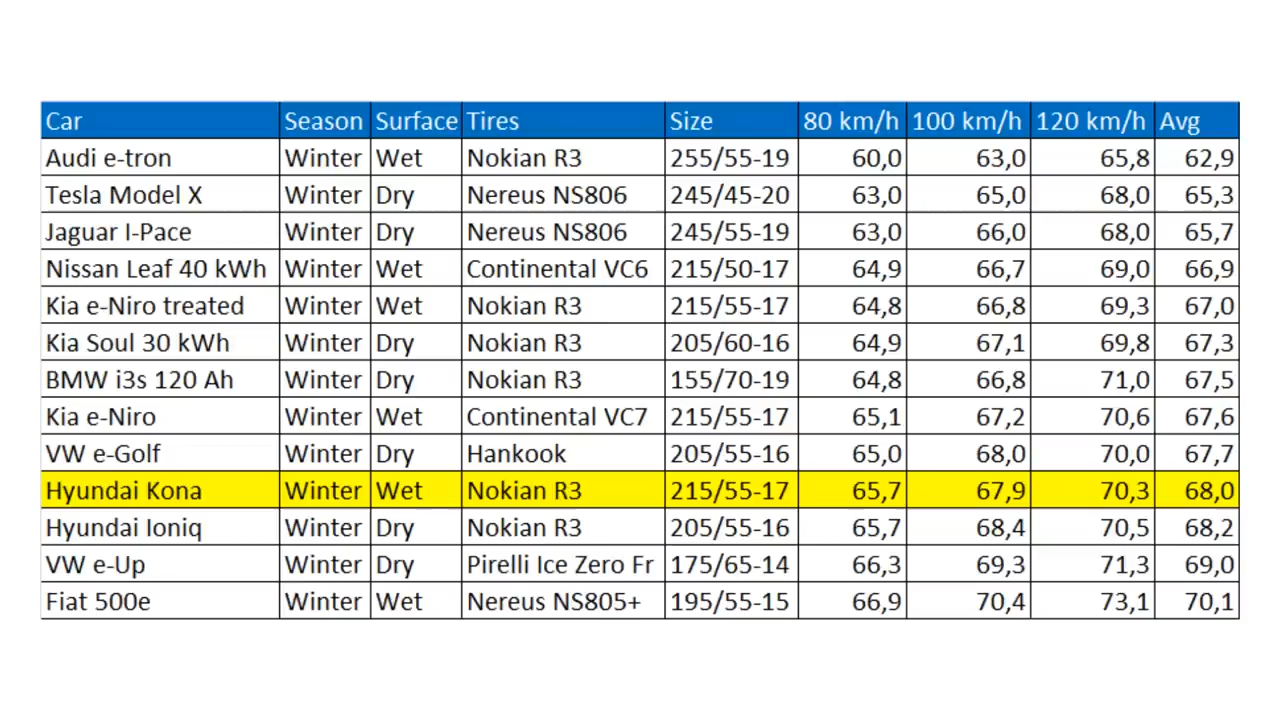 Car Season Surface Tires Size 80 km/h 100 km/h 120 km/h Avg
Audi e-tron Winter Wet Nokian R3 255/55-19 60,0 63,0 65,8 62,9
Tesla Model X Winter Dry Nereus NS806 245/45-20 63,0 65,0 68,0 65,3
Jaguar I-Pace Winter Dry Nereus NS806 245/55-19 63,0 66,0 68,0 65,7
Nissan Leaf 40 kWh Winter Wet Continental VC6 215/50-17 64,9 66,7 69,0 66,9
Kia e-Niro treated Winter Wet Nokian R3 215/55-17 64,8 66,8 69,3 67,0
Kia Soul 30 kWh Winter Dry Nokian R3 205/60-16 64,9 67,1 69,8 67,3
BMW i3s 120 Ah Winter Dry Nokian R3 155/70-19 64,8 66,8 71,0 67,5
Kia e-Niro Winter Wet Continental VC7 215/55-17 65,1 67,2 70,6 67,6
VW e-Golf Winter Dry Hankook 205/55-16 65,0 68,0 70,0 67,7
Hyundai Kona Winter Wet Nokian R3 215/55-17 65,7 67,9 70,3 68,0
Hyundai Ioniq Winter Dry Nokian R3 205/55-16 65,7 68,4 70,5 68,2
VW e-Up Winter Dry Pirelli Ice Zero Fr 175/65-14 66,3 69,3 71,3 69,0
Fiat 500e Winter Wet Nereus NS805+ 195/55-15 66,9 70,4 73,1 70,1